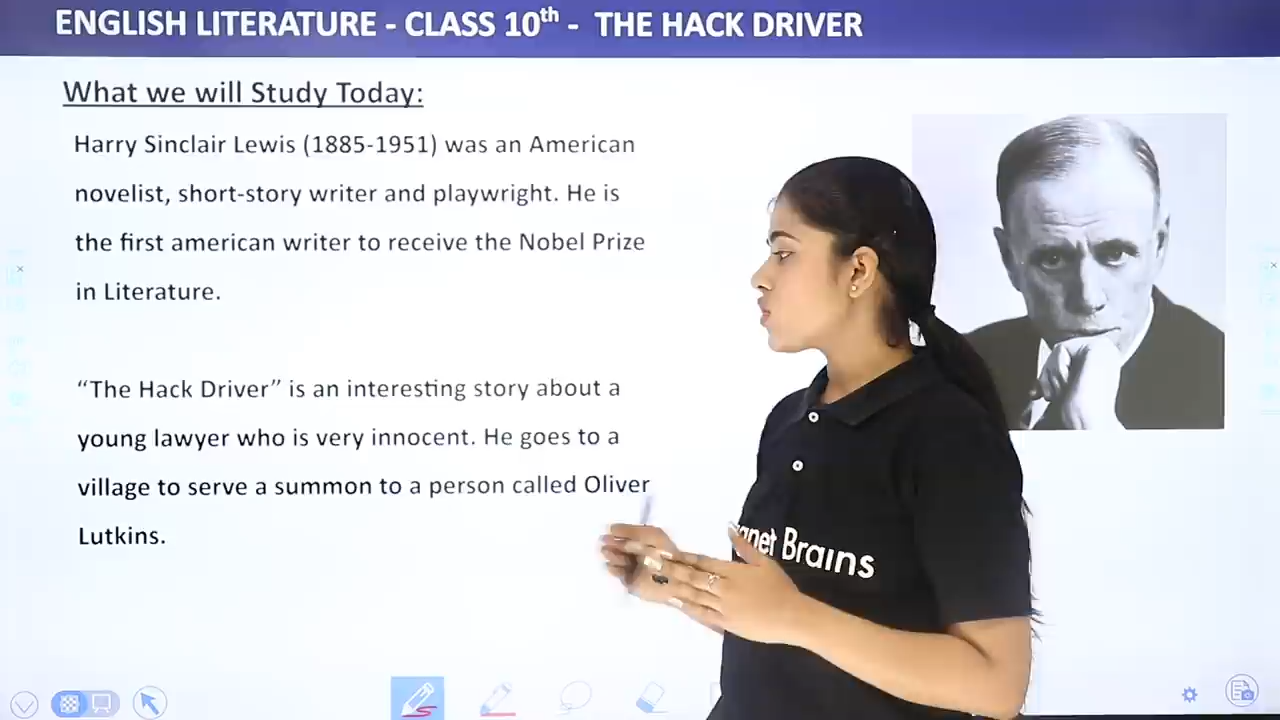 ENGLISH LITERATURE - CLASS 10th - THE HACK DRIVER
What we will Study Today:
Harry Sinclair Lewis (1885-1951) was an American
novelist, short-story writer and playwright. He is
the first american writer to receive the Nobel Prize
in Literature.
“The Hack Driver” is an interesting story about a
young lawyer who is very innocent. He goes to a
village to serve a summon to a person called Oliver
Lutkins.
Brains